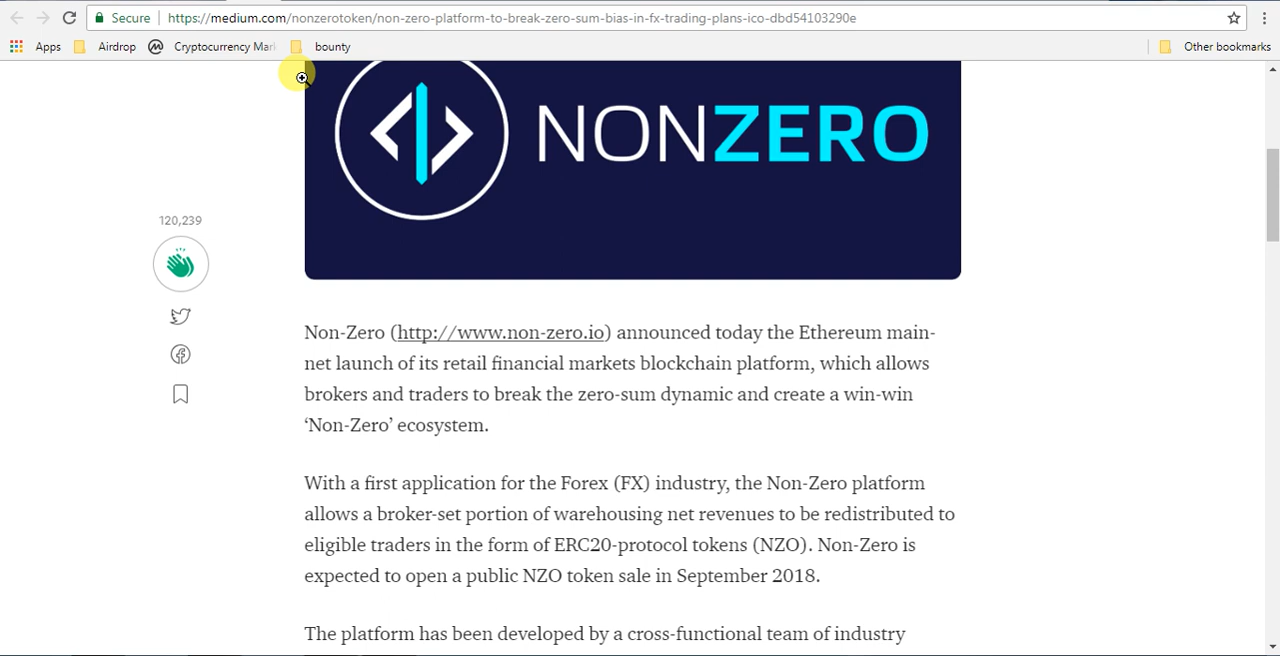 Secure https://medium.com/nonzerotoken/non-zero-platform-to-break-zero-sum-bias-in-fx-trading-plans-ico-dbd54103290e
Apps Airdrop Cryptocurrency Mar bounty Other bookmarks
NONZERO
120,239
Non-Zero (http://www.non-zero.io) announced today the Ethereum main-
net launch of its retail financial markets blockchain platform, which allows
brokers and traders to break the zero-sum dynamic and create a win-win
‘Non-Zero’ ecosystem.
With a first application for the Forex (FX) industry, the Non-Zero platform
allows a broker-set portion of warehousing net revenues to be redistributed to
eligible traders in the form of ERC20-protocol tokens (NZO). Non-Zero is
expected to open a public NZO token sale in September 2018.
The platform has been developed by a cross-functional team of industry